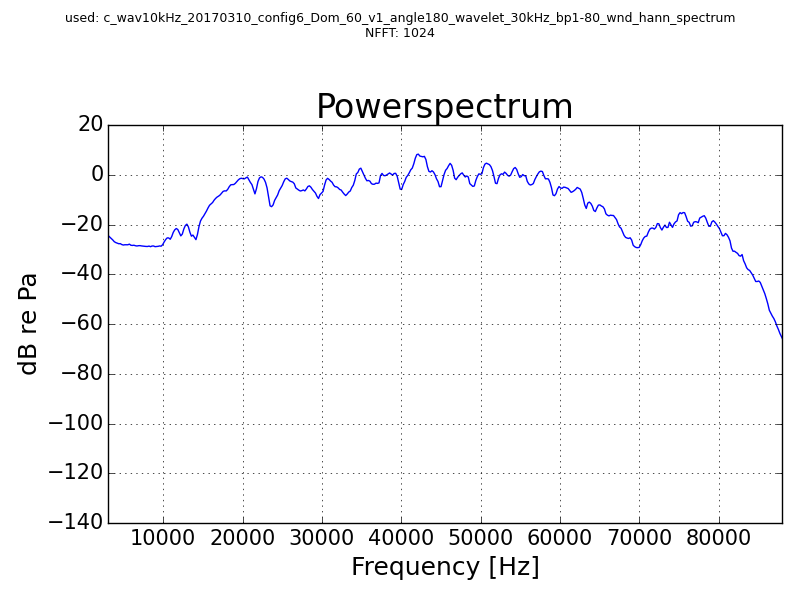 used: c_wav10kHz_20170310_config6_Dom_60_v1_angle180_wavelet_30kHz_bp1-80_wnd_hann_spectrum
NFFT: 1024
Powerspectrum
20
0
−20
−40
−60
−80
−100
−120
−140
dB re Pa
10000 20000 30000 40000 50000 60000 70000 80000
Frequency [Hz]